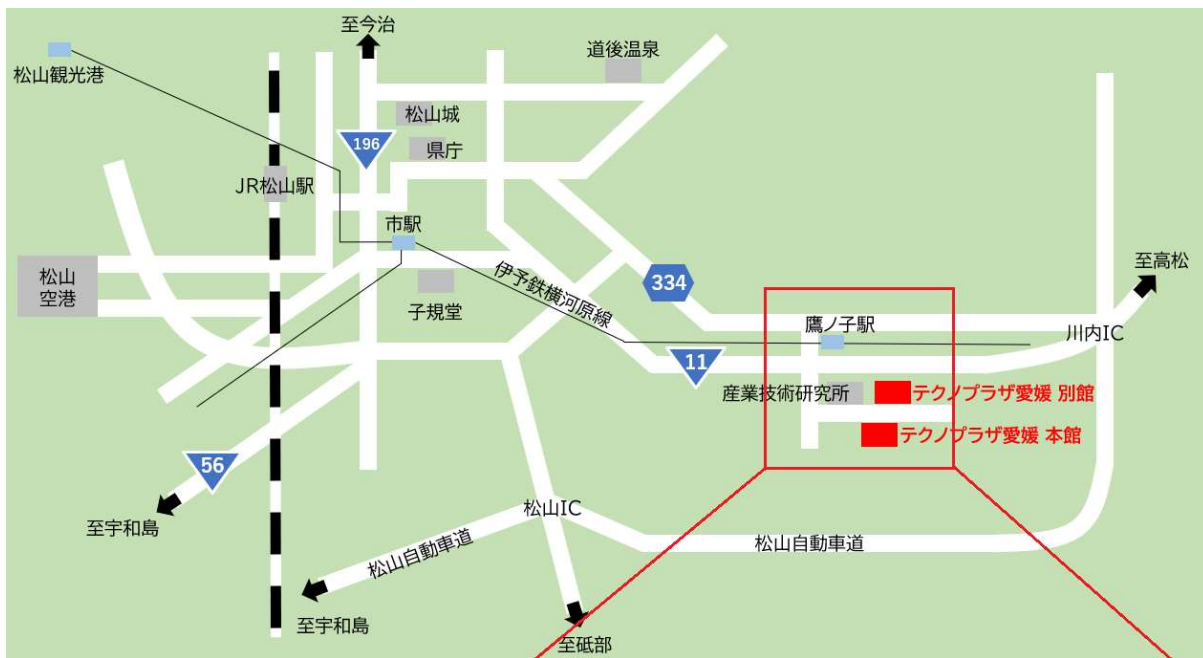 至今治
道後温泉
松山観光港
松山城
196
県庁
JR松山駅
市駅
至高松
松山
空港
334
伊予鉄横河原線
子規堂
鷹ノ子駅
川内IC
11
産業技術研究所
テクノプラザ愛媛 別館
テクノプラザ愛媛 本館
56
松山IC
至宇和島
松山自動車道
松山自動車道
至宇和島
至砥部